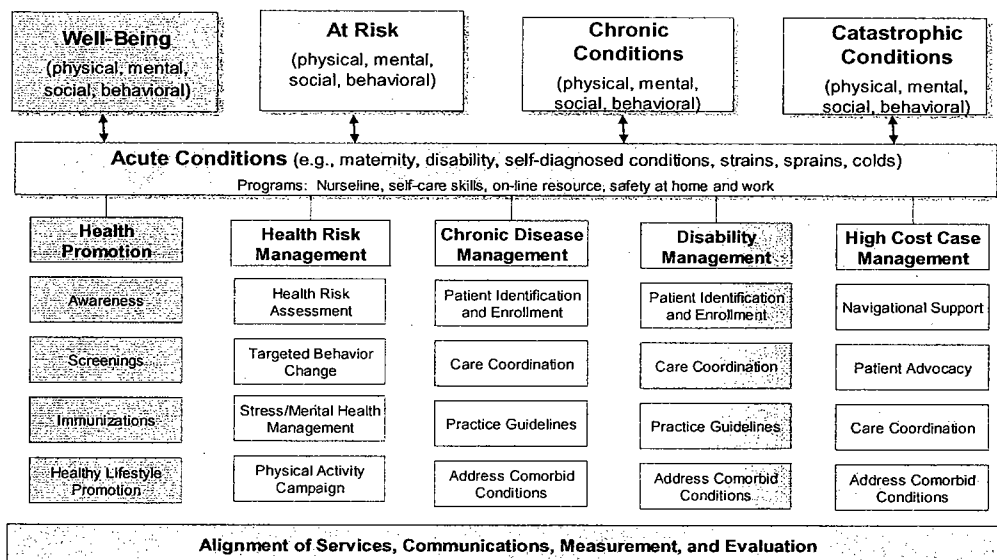 Well-Being
(physical, mental,
social, behavioral)
At Risk
(physical, mental,
social, behavioral)
Chronic
Conditions
(physical, mental,
social, behavioral)
Catastrophic
Conditions
(physical, mental,
social, behavioral)
Acute Conditions (e.g., maternity, disability, self-diagnosed conditions, strains, sprains, colds)
Programs: Nurseline, self-care skills, on-line resource, safety at home and work
Health
Promotion
Awareness
Screenings
Immunizations
Healthy Lifestyle
Promotion
Health Risk
Management
Health Risk
Assessment
Targeted Behavior
Change
Stress/Mental Health
Management
Physical Activity
Campaign
Chronic Disease
Management
Patient Identification
and Enrollment
Care Coordination
Practice Guidelines
Address Comorbid
Conditions
Disability
Management
Patient Identification
and Enrollment
Care Coordination
Practice Guidelines
Address Comorbid
Conditions
High Cost Case
Management
Navigational Support
Patient Advocacy
Care Coordination
Address Comorbid
Conditions
Alignment of Services, Communications, Measurement, and Evaluation